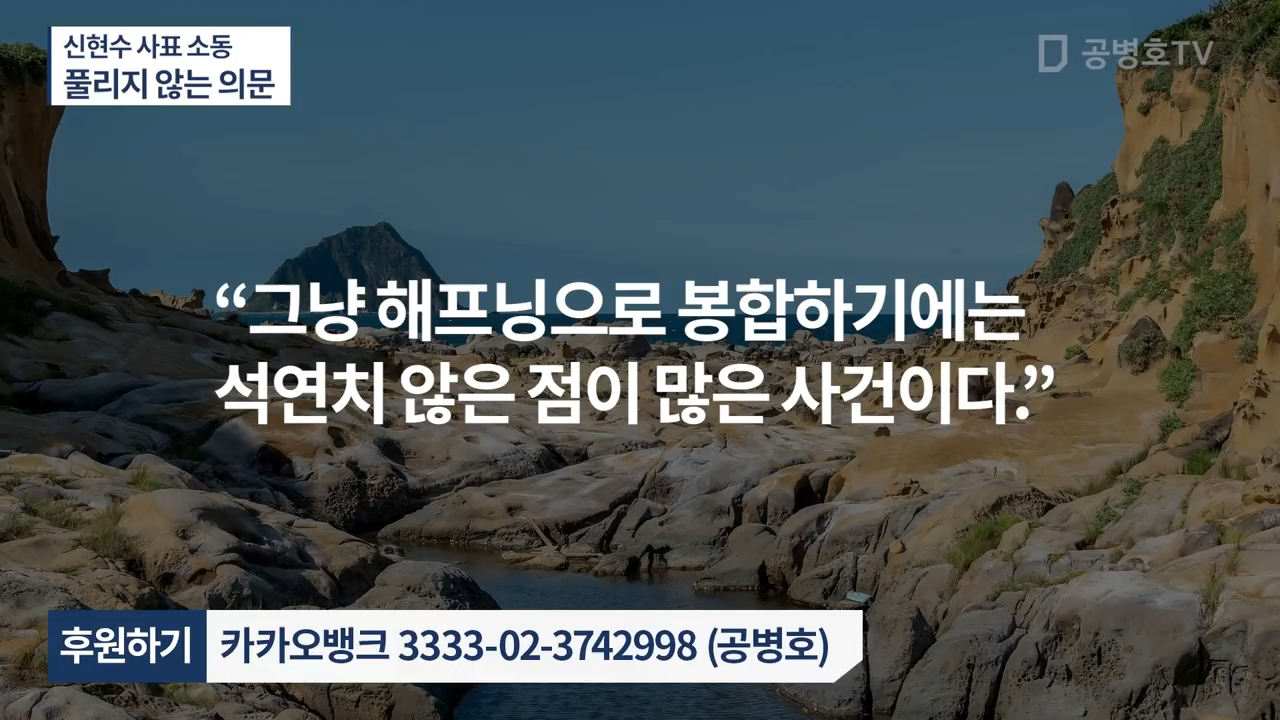 신현수 사표 소동
풀리지 않는 의문
공병호TV
“그냥 해프닝으로 봉합하기에는
석연치 않은 점이 많은 사건이다.”
후원하기 카카오뱅크 3333-02-3742998 (공병호)